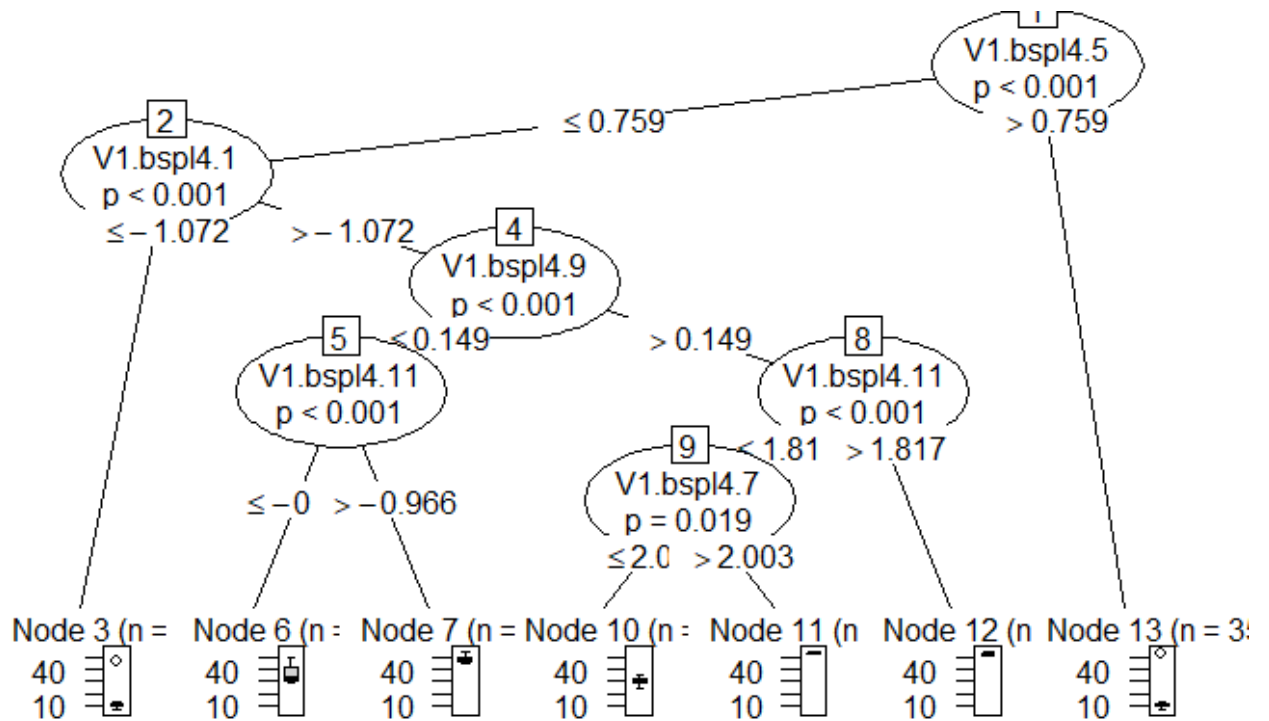 1
V1.bspl4.5
p < 0.001
≤ 0.759
> 0.759
2
V1.bspl4.1
p < 0.001
≤ − 1.072
> − 1.072
4
V1.bspl4.9
p < 0.001
≤ 0.149
> 0.149
5
V1.bspl4.11
p < 0.001
≤ −0
> −0.966
8
V1.bspl4.11
p < 0.001
≤ 1.81
> 1.817
9
V1.bspl4.7
p = 0.019
≤ 2.0
> 2.003
Node 3 (n =
Node 6 (n =
Node 7 (n =
Node 10 (n =
Node 11 (n
Node 12 (n
Node 13 (n = 35
40
10
40
10
40
10
40
10
40
10
40
10
40
10